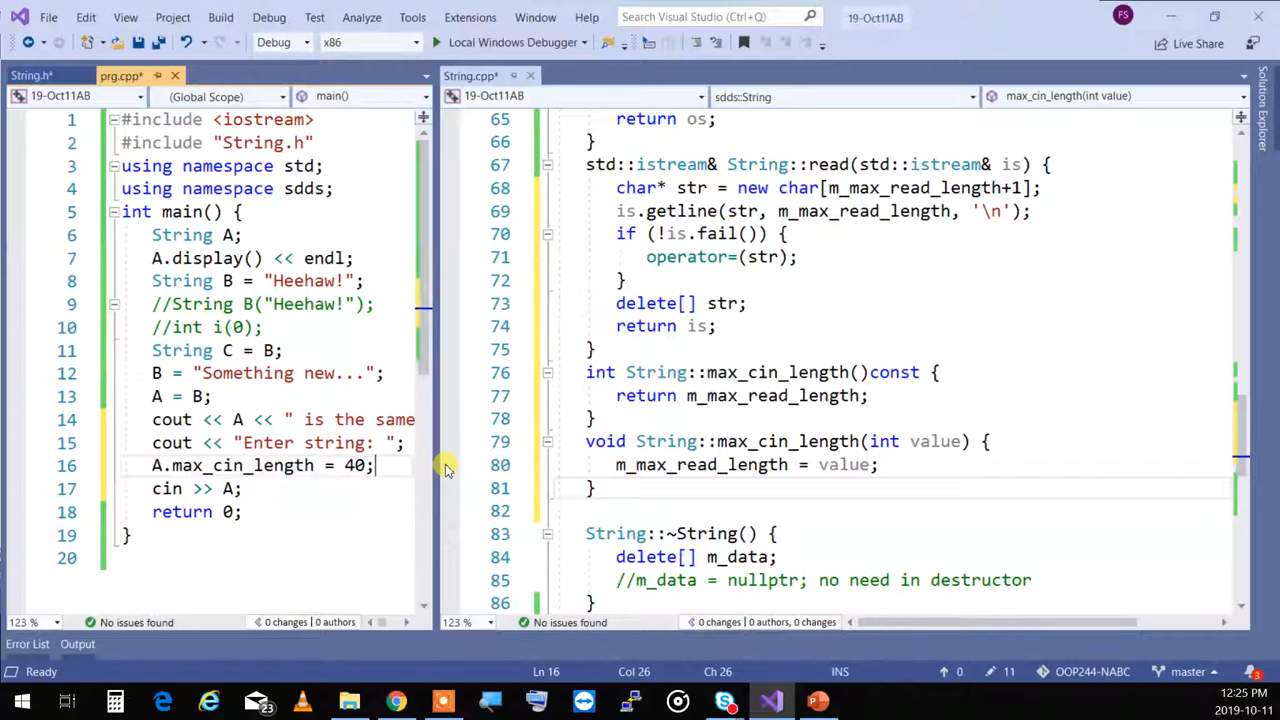 File Edit View Project Build Debug Test Analyze Tools Extensions Window Help Search Visual Studio (Ctrl+Q) 19-Oct11AB FS
Debug x86 Local Windows Debugger Live Share
String.h* prg.cpp* String.cpp*
19-Oct11AB (Global Scope) main() 19-Oct11AB sdds::String max_cin_length(int value)
Solution Explorer
1 #include <iostream>
2 #include "String.h"
3 using namespace std;
4 using namespace sdds;
5 int main() {
6 String A;
7 A.display() << endl;
8 String B = "Heehaw!";
9 //String B("Heehaw!");
10 //int i(0);
11 String C = B;
12 B = "Something new...";
13 A = B;
14 cout << A << " is the same
15 cout << "Enter string: ";
16 A.max_cin_length = 40;
17 cin >> A;
18 return 0;
19 }
20
65 return os;
66 }
67 std::istream& String::read(std::istream& is) {
68 char* str = new char[m_max_read_length+1];
69 is.getline(str, m_max_read_length, '\n');
70 if (!is.fail()) {
71 operator=(str);
72 }
73 delete[] str;
74 return is;
75 }
76 int String::max_cin_length()const {
77 return m_max_read_length;
78 }
79 void String::max_cin_length(int value) {
80 m_max_read_length = value;
81 }
82
83 String::~String() {
84 delete[] m_data;
85 //m_data = nullptr; no need in destructor
86 }
123 % No issues found 0 changes | 0 authors 123 % No issues found 0 changes | 0 authors, 0 changes
Error List Output
Ready Ln 16 Col 26 Ch 26 INS 0 11 OOP244-NABC master 3
23 12:25 PM
2019-10-11